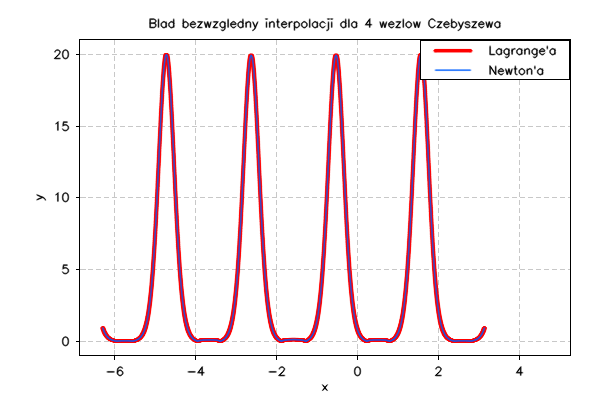 Blad bezwzgledny interpolacji dla 4 wezlow Czebyszewa
Lagrange'a
Newton'a
20
15
10
5
0
y
−6 −4 −2 0 2 4
x